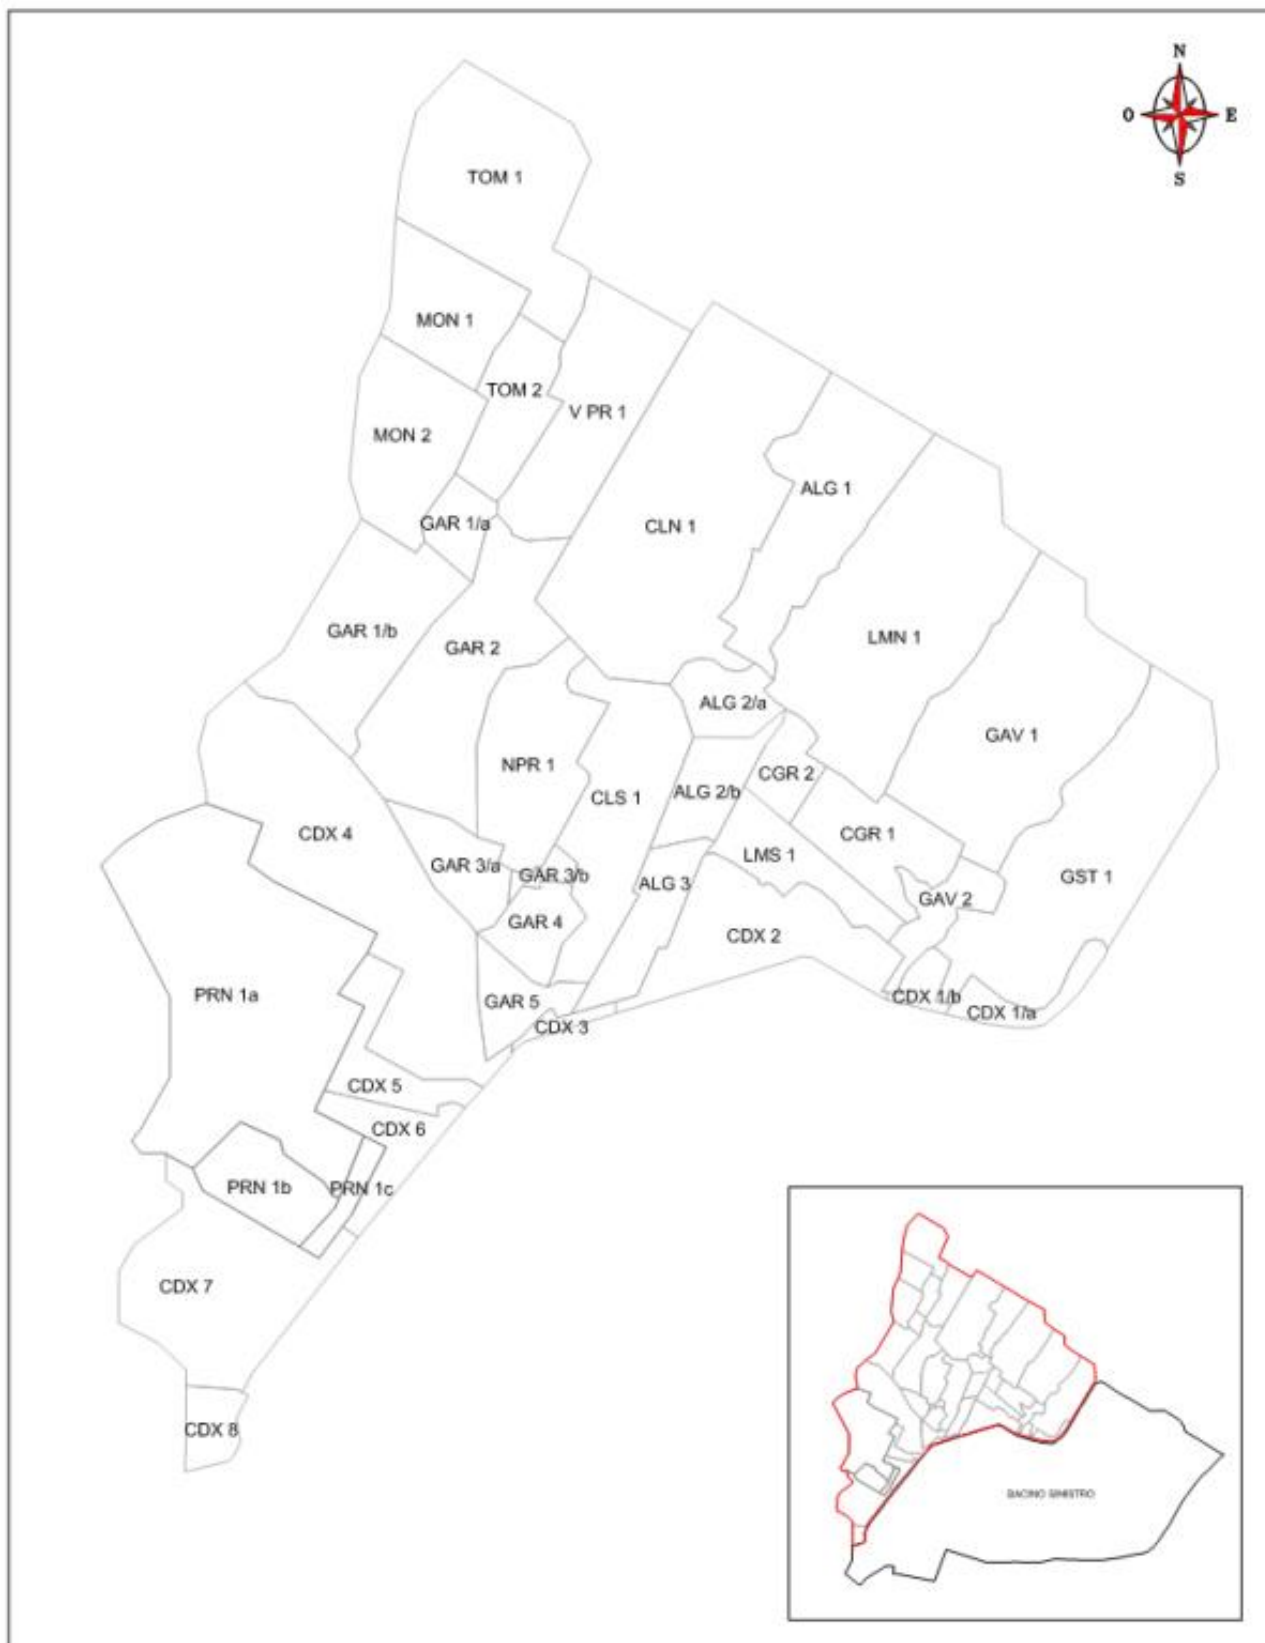 N
O E
S
TOM 1
MON 1
TOM 2
V PR 1
MON 2
ALG 1
GAR 1/a
CLN 1
GAR 1/b
GAR 2
LMN 1
ALG 2/a
GAV 1
NPR 1
CGR 2
CLS 1
ALG 2/b
CDX 4
CGR 1
LMS 1
GAR 3/a
GAR 3/b
ALG 3
GST 1
GAV 2
GAR 4
CDX 2
PRN 1a
GAR 5
CDX 1/b
CDX 1/a
CDX 3
CDX 5
CDX 6
PRN 1b
PRN 1c
CDX 7
CDX 8
BACINO SINISTRO